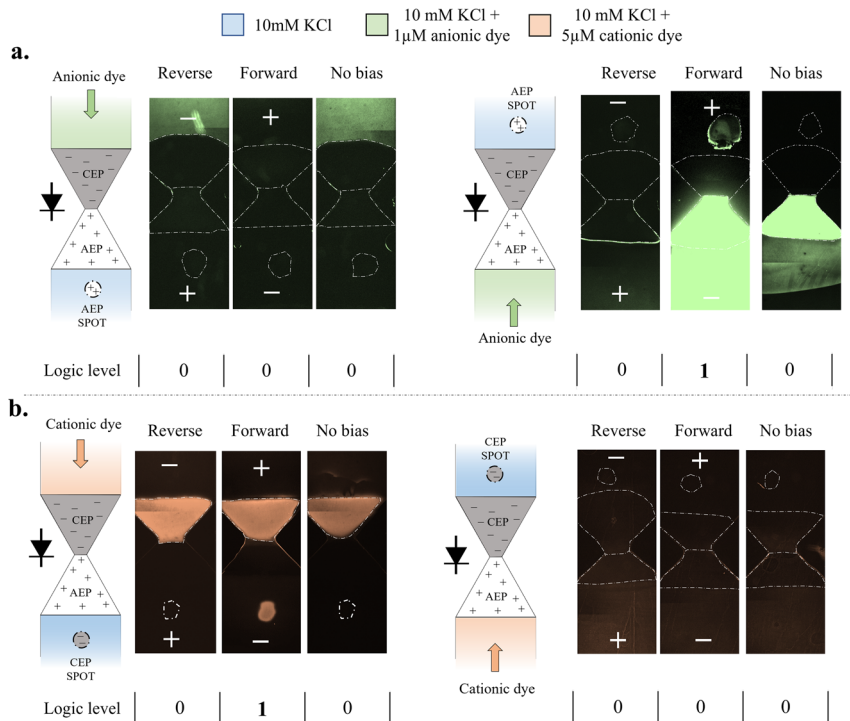 10mM KCl
10 mM KCl +
1μM anionic dye
10 mM KCl +
5μM cationic dye
a.
Anionic dye
Reverse
Forward
No bias
−
+
− − −
CEP
− −
−
+
+ +
AEP
+ + + +
+ +
AEP
SPOT
+
−
Logic level
0
0
0
AEP
SPOT
+ +
Reverse
Forward
No bias
−
+
− − −
CEP
− −
−
+
+ +
AEP
+ + + +
+
−
Anionic dye
0
1
0
b.
Cationic dye
Reverse
Forward
No bias
−
+
− − −
CEP
− −
−
+
+ +
AEP
+ + + +
CEP
SPOT
+
−
Logic level
0
1
0
CEP
SPOT
Reverse
Forward
No bias
−
+
− − −
CEP
− −
−
+
+ +
AEP
+ + + +
+
−
Cationic dye
0
0
0